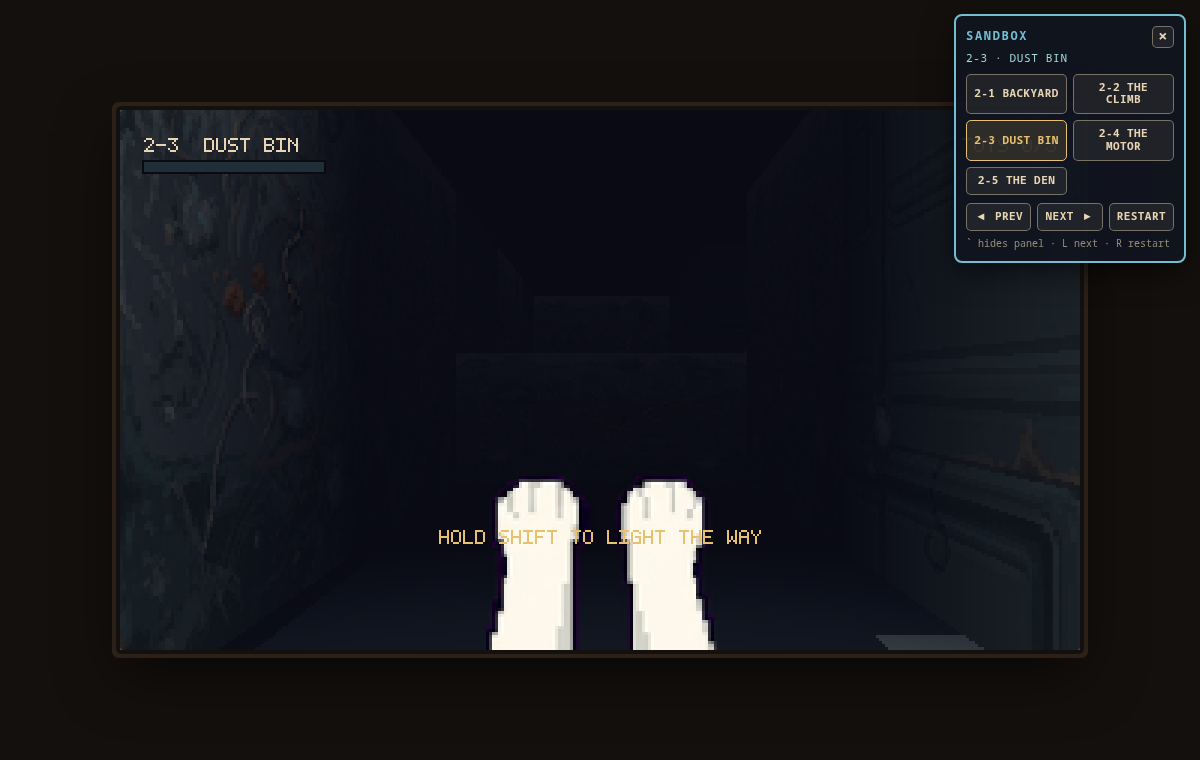 SANDBOX
×
2-3 · DUST BIN
2-1 BACKYARD
2-2 THE CLIMB
2-3 DUST BIN
2-4 THE MOTOR
2-5 THE DEN
◄ PREV
NEXT ►
RESTART
` hides panel · L next · R restart
2-3 DUST BIN
HOLD SHIFT TO LIGHT THE WAY